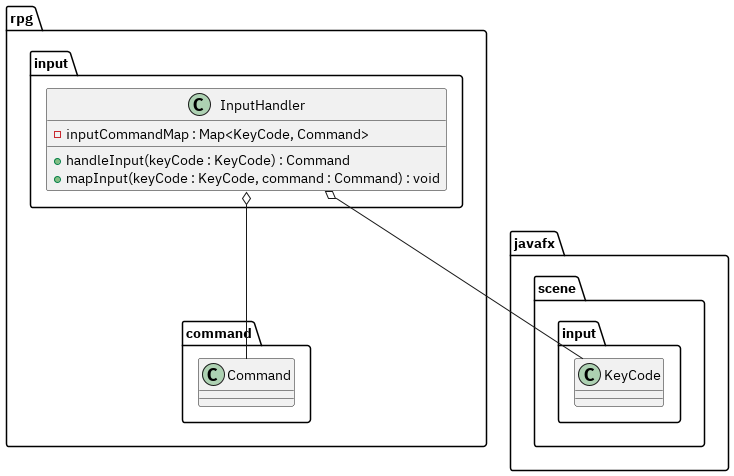 rpg
input
C InputHandler
inputCommandMap : Map<KeyCode, Command>
handleInput(keyCode : KeyCode) : Command
mapInput(keyCode : KeyCode, command : Command) : void
javafx
scene
command
input
C Command
C KeyCode